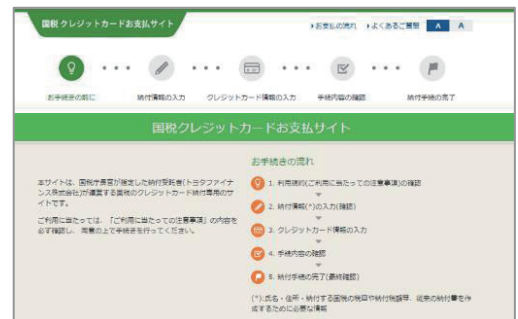 国税 クレジットカードお支払サイト
お支払の流れ
よくあるご質問
A A
お手続きの前に
納付情報の入力
クレジットカード情報の入力
手続内容の確認
納付手続の完了
国税クレジットカードお支払サイト
本サイトは、国税庁長官が指定した納付受託者(トヨタファイナ
ンス株式会社)が運営する国税のクレジットカード納付専用のサ
イトです。
ご利用に当たっては、「ご利用に当たっての注意事項」の内容を
必ず確認し、同意の上で手続きを行ってください。
お手続きの流れ
1. 利用規約(ご利用に当たっての注意事項)の確認
2. 納付情報(*)の入力(確認)
3. クレジットカード情報の入力
4. 手続内容の確認
5. 納付手続の完了(最終確認)
(*):氏名・住所・納付する国税の税目や納付税額等、従来の納付書を作
成するために必要な情報